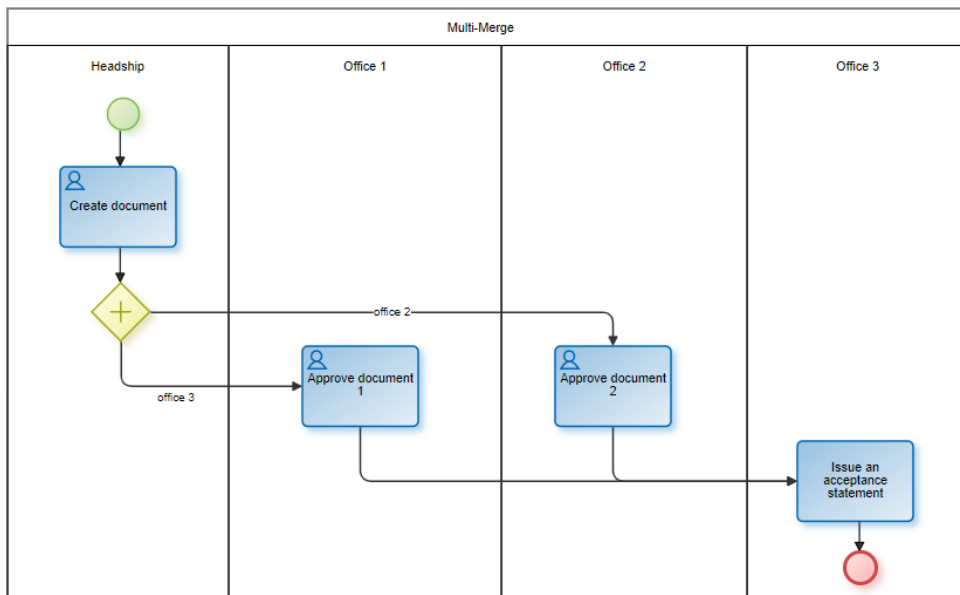 Multi-Merge
Headship
Office 1
Office 2
Office 3
Create document
office 2
office 3
Approve document
1
Approve document
2
Issue an
acceptance
statement